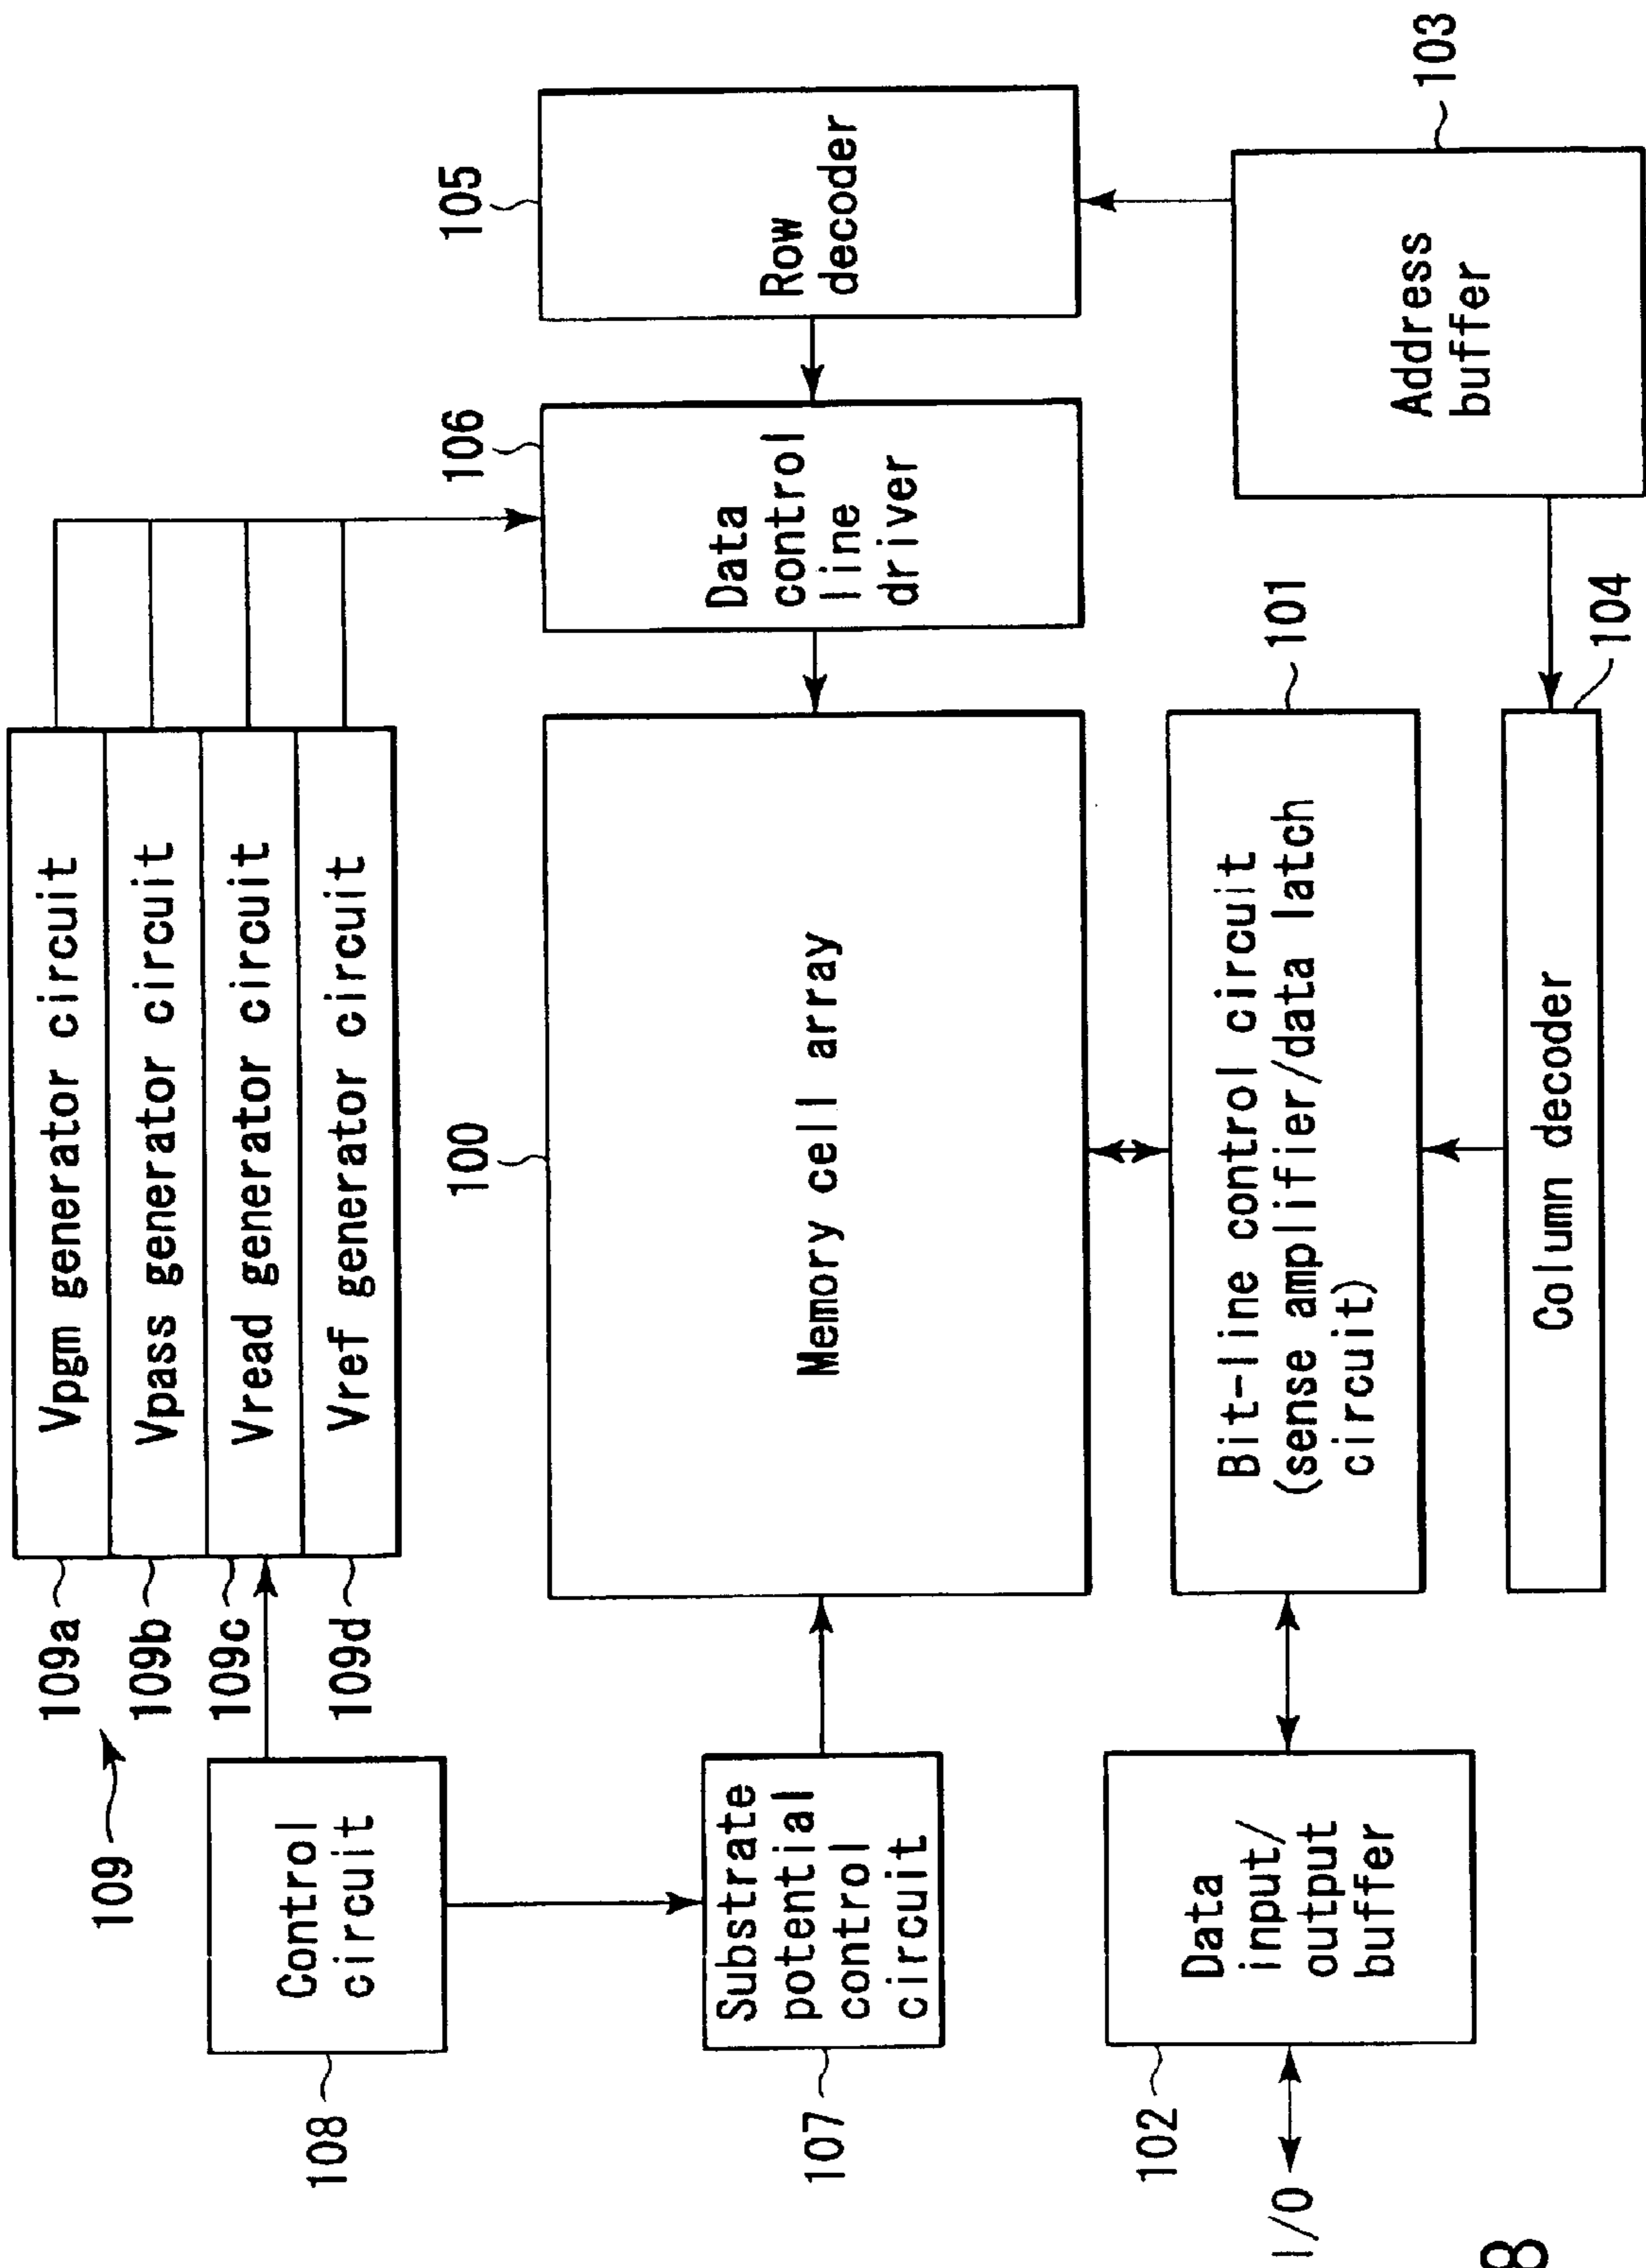 109
109a
Vpgm generator circuit
109b
Vpass generator circuit
109c
Vread generator circuit
109d
Vref generator circuit
108
Control
circuit
100
Memory cell array
106
Data
control
line
driver
105
Row
decoder
107
Substrate
potential
control
circuit
102
Data
input/
output
buffer
I/O
Bit-line control circuit
(sense amplifier/data latch
circuit)
101
Address
buffer
103
Column decoder
104
8